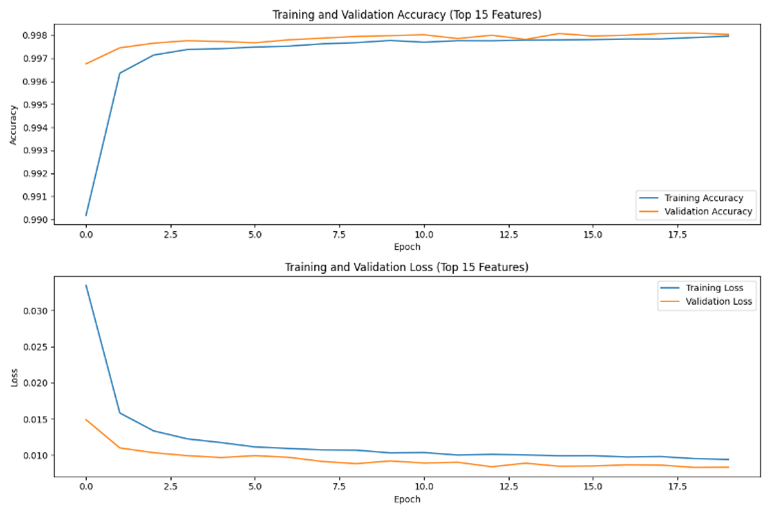 Training and Validation Accuracy (Top 15 Features)
0.998
0.997
0.996
0.995
0.994
0.993
0.992
0.991
0.990
Accuracy
Training Accuracy
Validation Accuracy
0.0 2.5 5.0 7.5 10.0 12.5 15.0 17.5
Epoch
Training and Validation Loss (Top 15 Features)
Training Loss
Validation Loss
0.030
0.025
0.020
0.015
0.010
Loss
0.0 2.5 5.0 7.5 10.0 12.5 15.0 17.5
Epoch